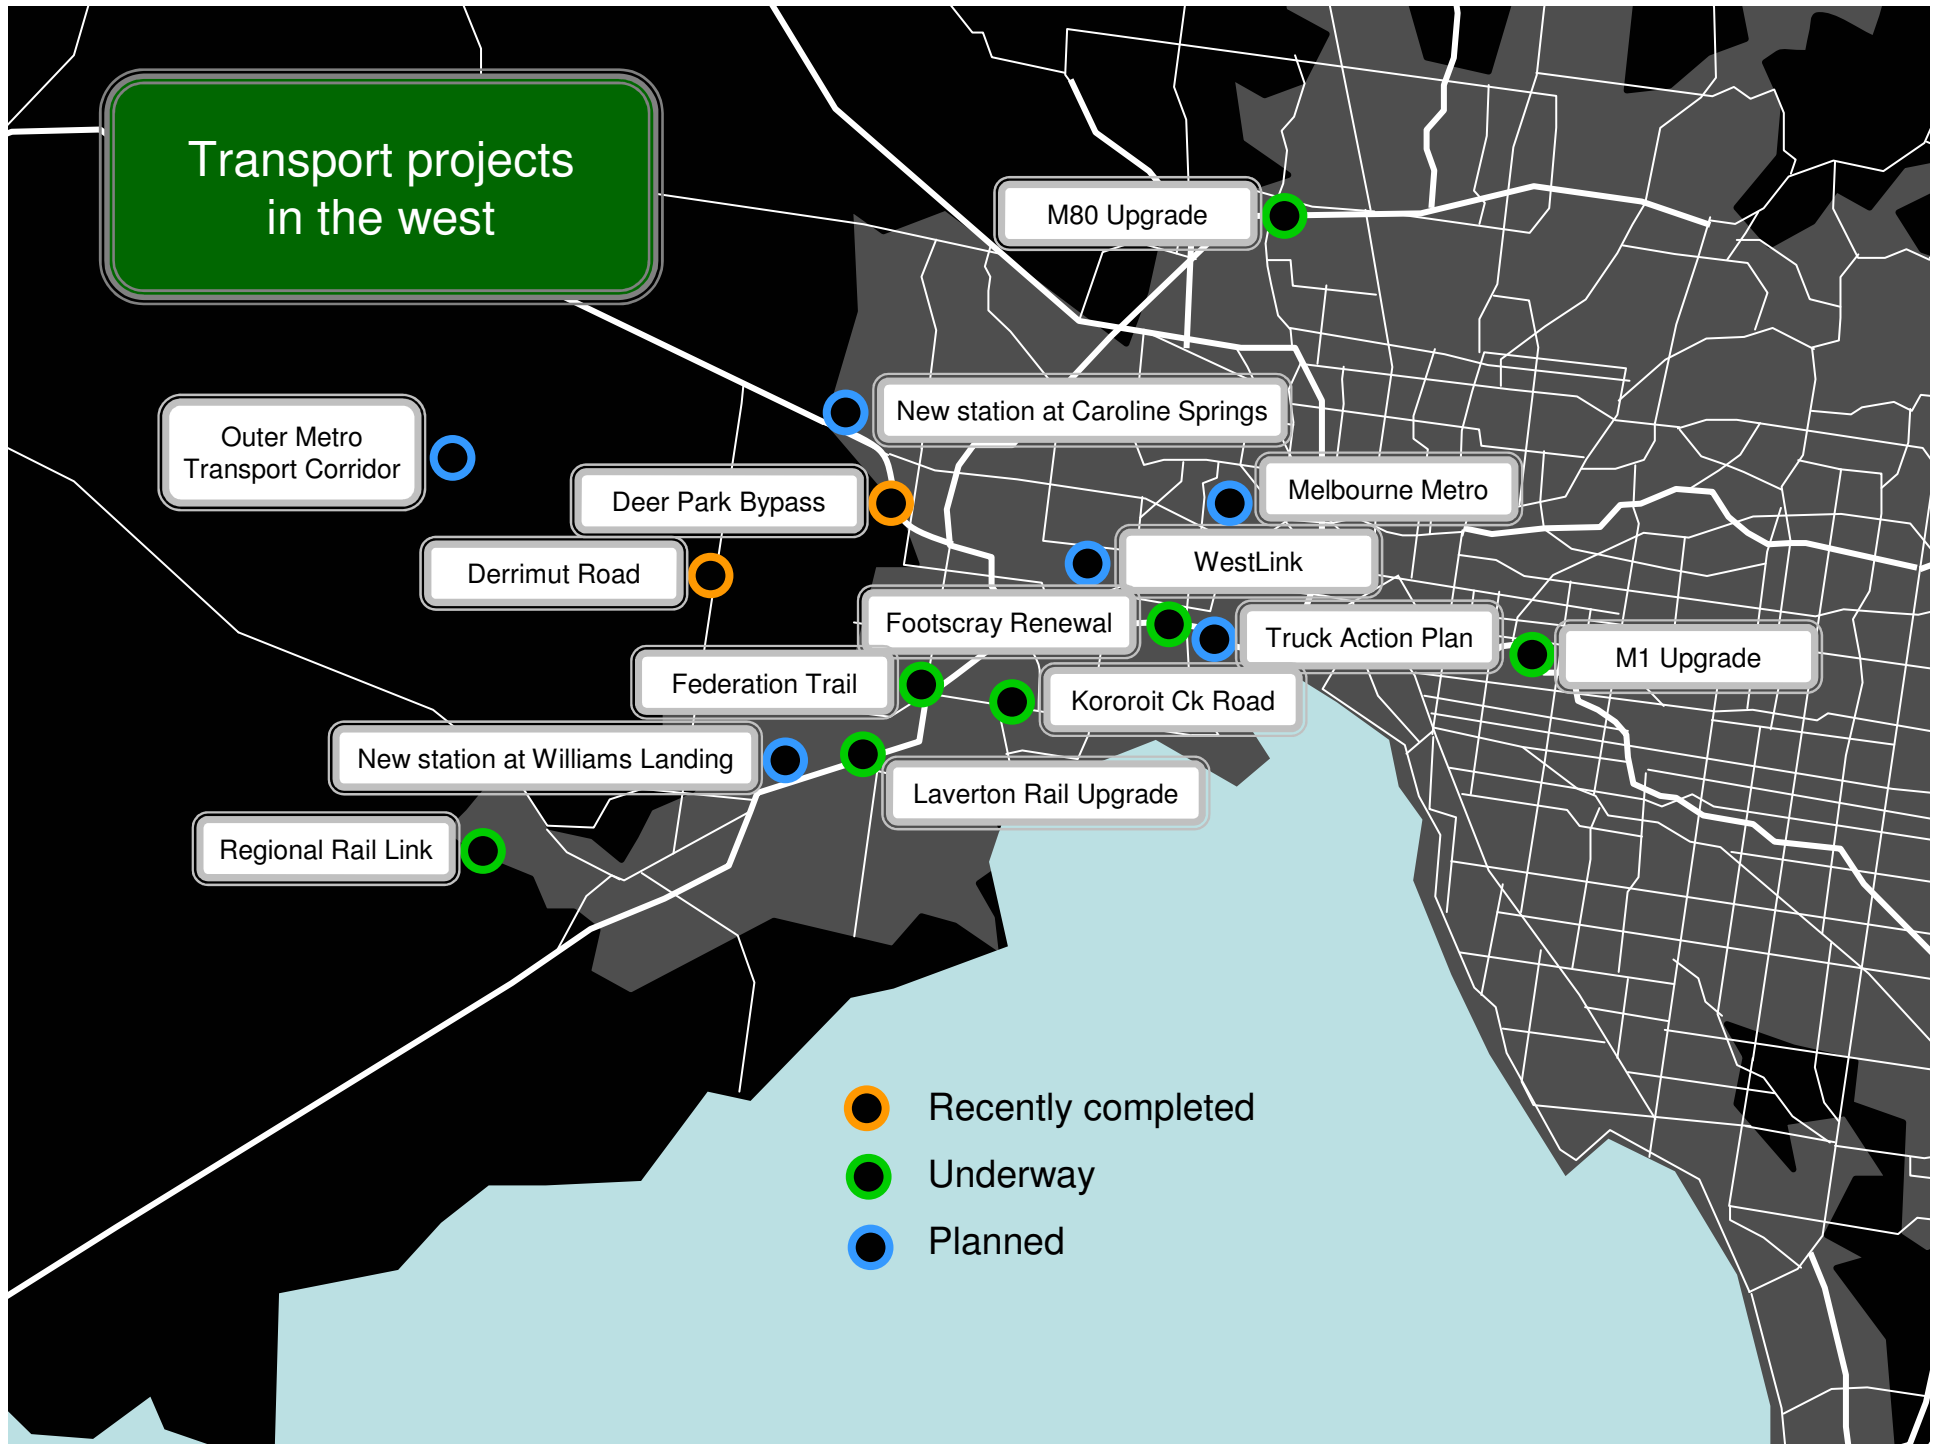 Transport projects
in the west
M80 Upgrade
New station at Caroline Springs
Outer Metro
Transport Corridor
Melbourne Metro
Deer Park Bypass
WestLink
Derrimut Road
Footscray Renewal
Truck Action Plan
M1 Upgrade
Federation Trail
Kororoit Ck Road
New station at Williams Landing
Laverton Rail Upgrade
Regional Rail Link
Recently completed
Underway
Planned